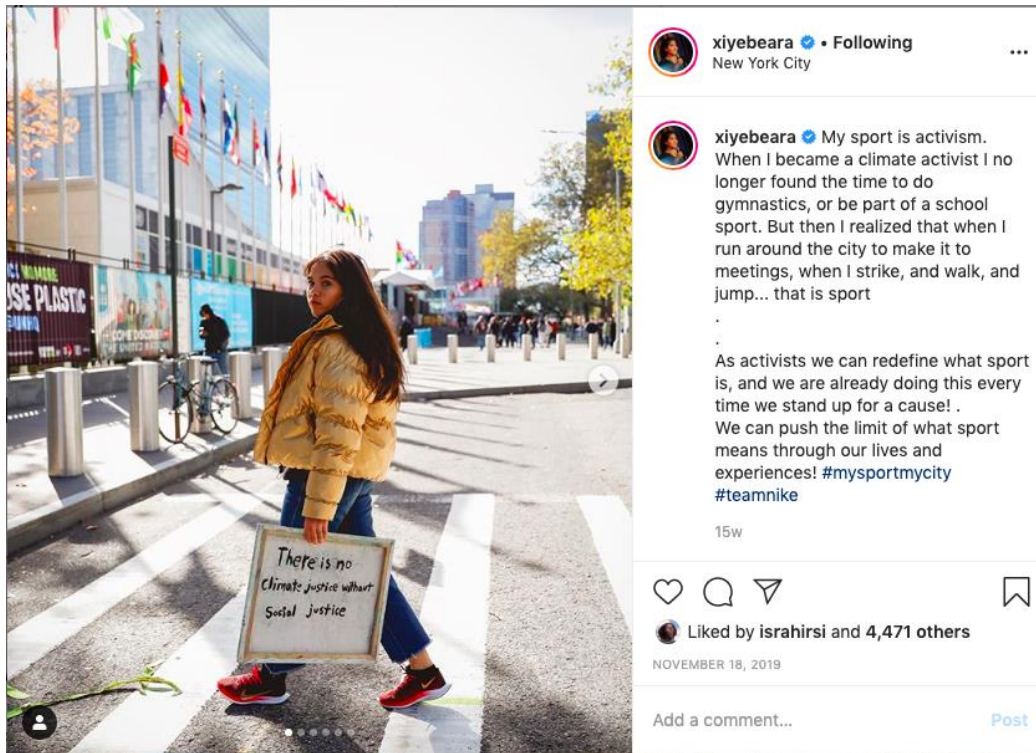 xiyebeara • Following
New York City
xiyebeara My sport is activism.
When I became a climate activist I no
longer found the time to do
gymnastics, or be part of a school
sport. But then I realized that when I
run around the city to make it to
meetings, when I strike, and walk, and
jump... that is sport
.
.
As activists we can redefine what sport
is, and we are already doing this every
time we stand up for a cause! .
We can push the limit of what sport
means through our lives and
experiences! #mysportmycity
#teamnike
15w
Liked by israhirsi and 4,471 others
NOVEMBER 18, 2019
Add a comment... Post
USE PLASTIC
COME DISCOVER
There is no
Climate justice without
Social justice